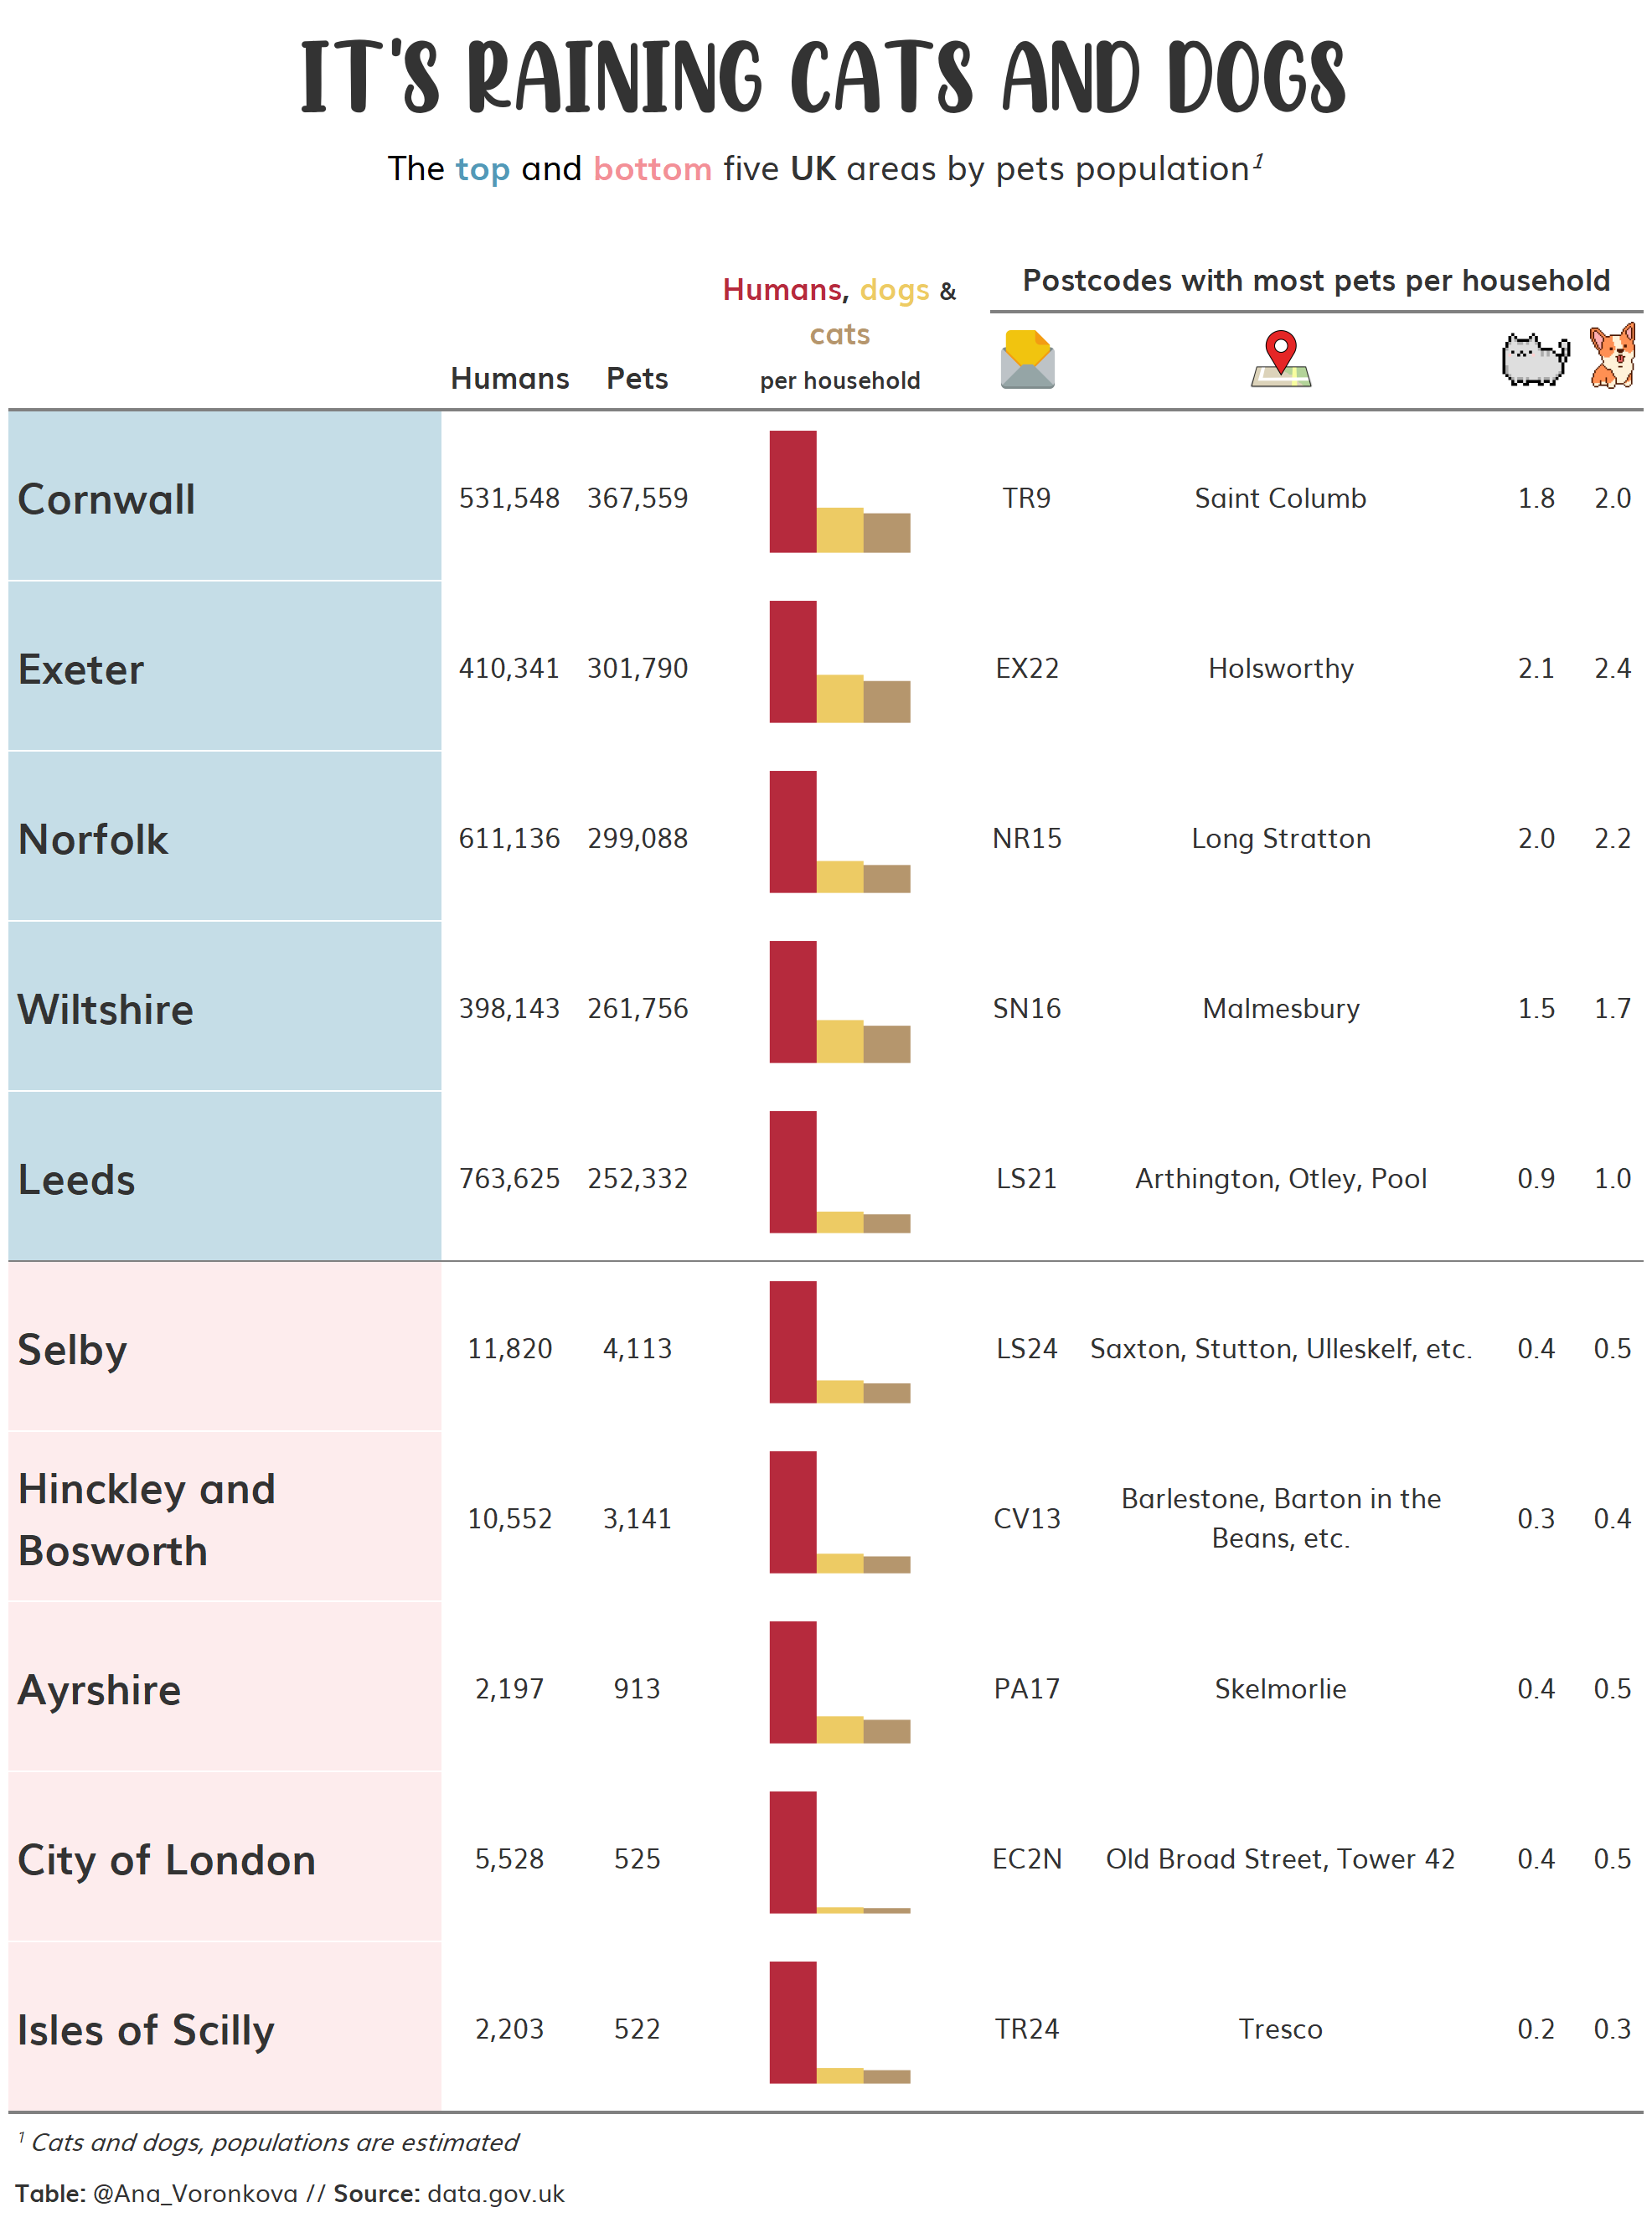 IT'S RAINING CATS AND DOGS
The top and bottom five UK areas by pets population1
Humans, dogs &
cats
per household
Humans
Pets
Postcodes with most pets per household
Cornwall 531,548 367,559 TR9 Saint Columb 1.8 2.0
Exeter 410,341 301,790 EX22 Holsworthy 2.1 2.4
Norfolk 611,136 299,088 NR15 Long Stratton 2.0 2.2
Wiltshire 398,143 261,756 SN16 Malmesbury 1.5 1.7
Leeds 763,625 252,332 LS21 Arthington, Otley, Pool 0.9 1.0
Selby 11,820 4,113 LS24 Saxton, Stutton, Ulleskelf, etc. 0.4 0.5
Hinckley and
Bosworth
10,552 3,141 CV13
Barlestone, Barton in the
Beans, etc.
0.3 0.4
Ayrshire 2,197 913 PA17 Skelmorlie 0.4 0.5
City of London 5,528 525 EC2N Old Broad Street, Tower 42 0.4 0.5
Isles of Scilly 2,203 522 TR24 Tresco 0.2 0.3
1 Cats and dogs, populations are estimated
Table: @Ana_Voronkova // Source: data.gov.uk